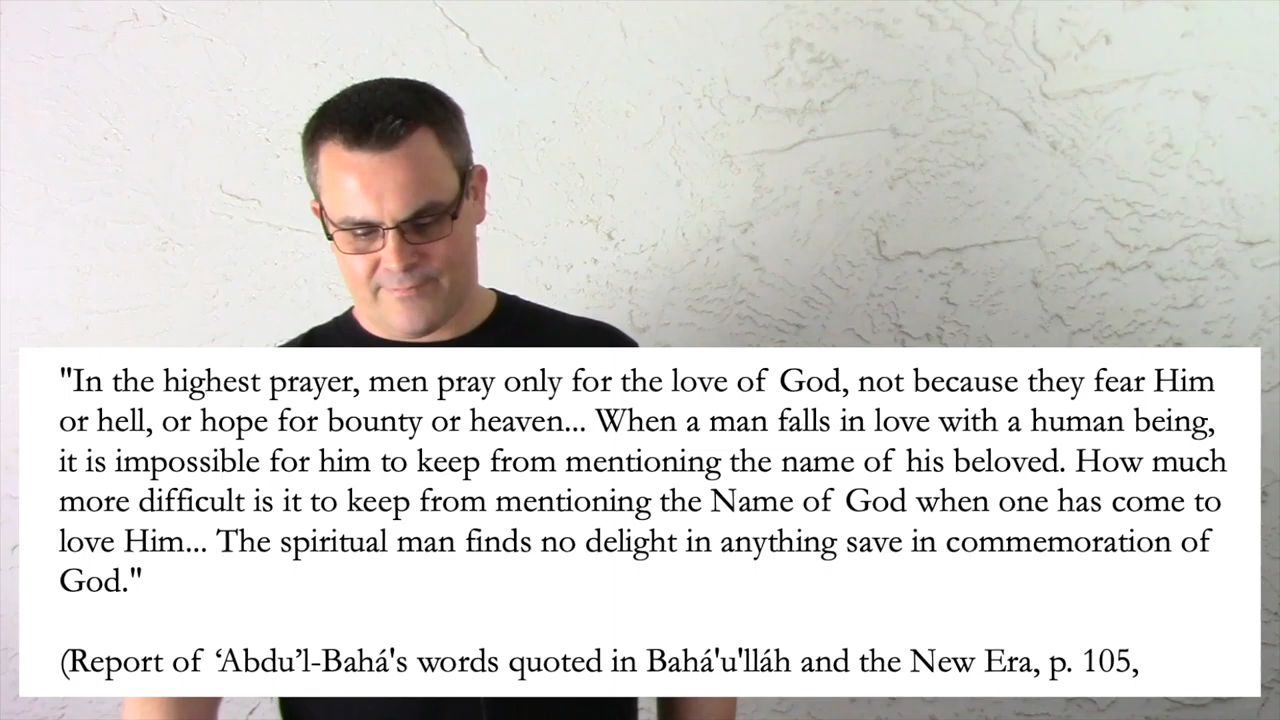 "In the highest prayer, men pray only for the love of God, not because they fear Him
or hell, or hope for bounty or heaven... When a man falls in love with a human being,
it is impossible for him to keep from mentioning the name of his beloved. How much
more difficult is it to keep from mentioning the Name of God when one has come to
love Him... The spiritual man finds no delight in anything save in commemoration of
God."
(Report of ‘Abdu’l-Bahá's words quoted in Bahá'u'lláh and the New Era, p. 105,